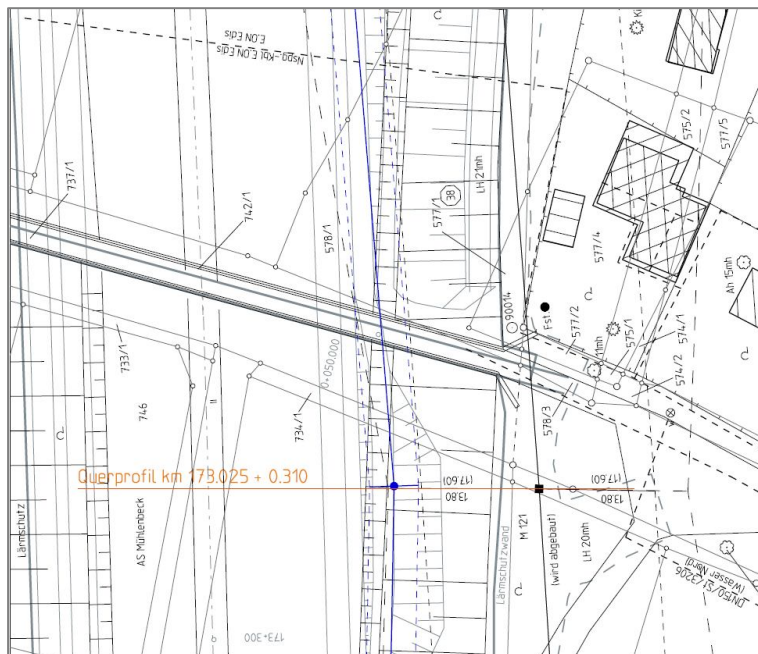 E.ON Edis
Nspg.-Kbl. E.ON Edis
737/1
742/1
578/1
577/1
38
LH 21mh
575/2
577/5
577/4
Ah 15mh
90014
Fst.
577/2
11mh
575/1
574/1
574/2
733/1
746
734/1
0+050.000
578/3
Querprofil km 173.025 + 0.310
(17.60)
13.80
(17.60)
13.80
Lärmschutz
AS Mühlenbeck
Lärmschutzwand
M 121
(wird abgebaut)
LH 20mh
DN150/St/3206
(Wasser Nord)
173+300